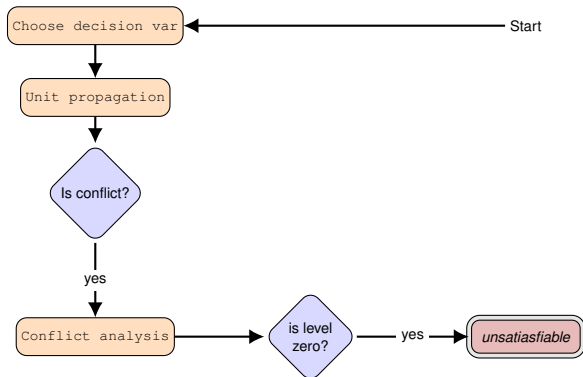 Choose decision var
Start
Unit propagation
Is conflict?
yes
Conflict analysis
is level
zero?
yes
unsatiasfiable